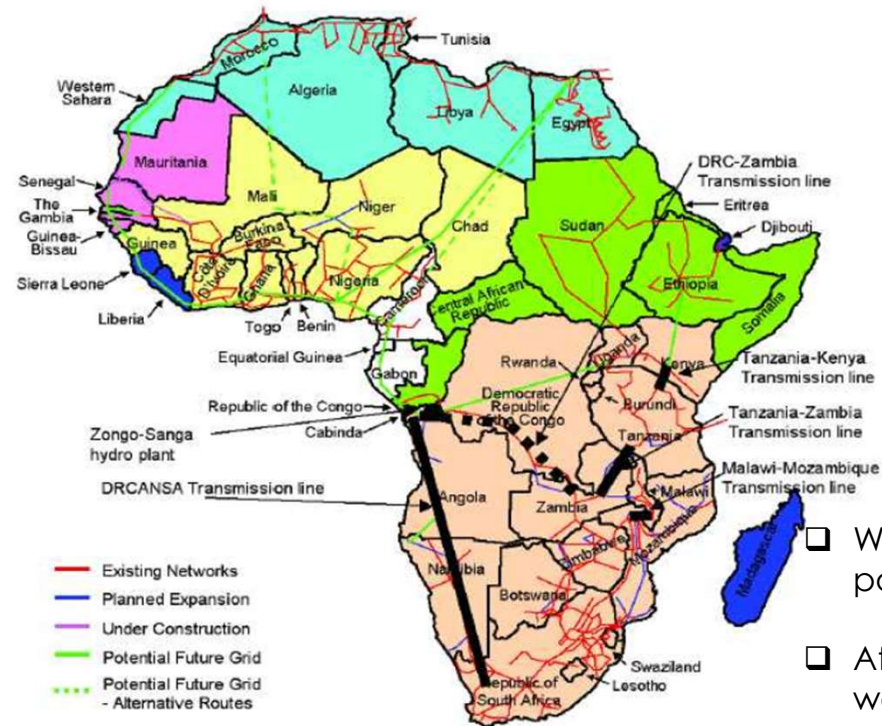 Tunisia
Morocco
Algeria
Libya
Egypt
Western
Sahara
Mauritania
Senegal
The
Gambia
Guinea-
Bissau
Guinea
Sierra Leone
Liberia
Mali
Niger
Chad
Sudan
Burkina
Faso
Côte
D'Ivoire
Ghana
Togo
Benin
Nigeria
Cameroon
Central African
Republic
DRC-Zambia
Transmission line
Eritrea
Djibouti
Ethiopia
Somalia
Equatorial Guinea
Gabon
Rwanda
Uganda
Kenya
Tanzania-Kenya
Transmission line
Republic of the Congo
Cabinda
Democratic
Republic
of the Congo
Burundi
Tanzania
Tanzania-Zambia
Transmission line
Zongo-Sanga
hydro plant
Malawi-Mozambique
Transmission line
DRCANSA Transmission line
Angola
Zambia
Malawi
Zimbabwe
Mozambique
Namibia
Botswana
Madagascar
Swaziland
Lesotho
Republic of
South Africa
Existing Networks
Planned Expansion
Under Construction
Potential Future Grid
Potential Future Grid
- Alternative Routes